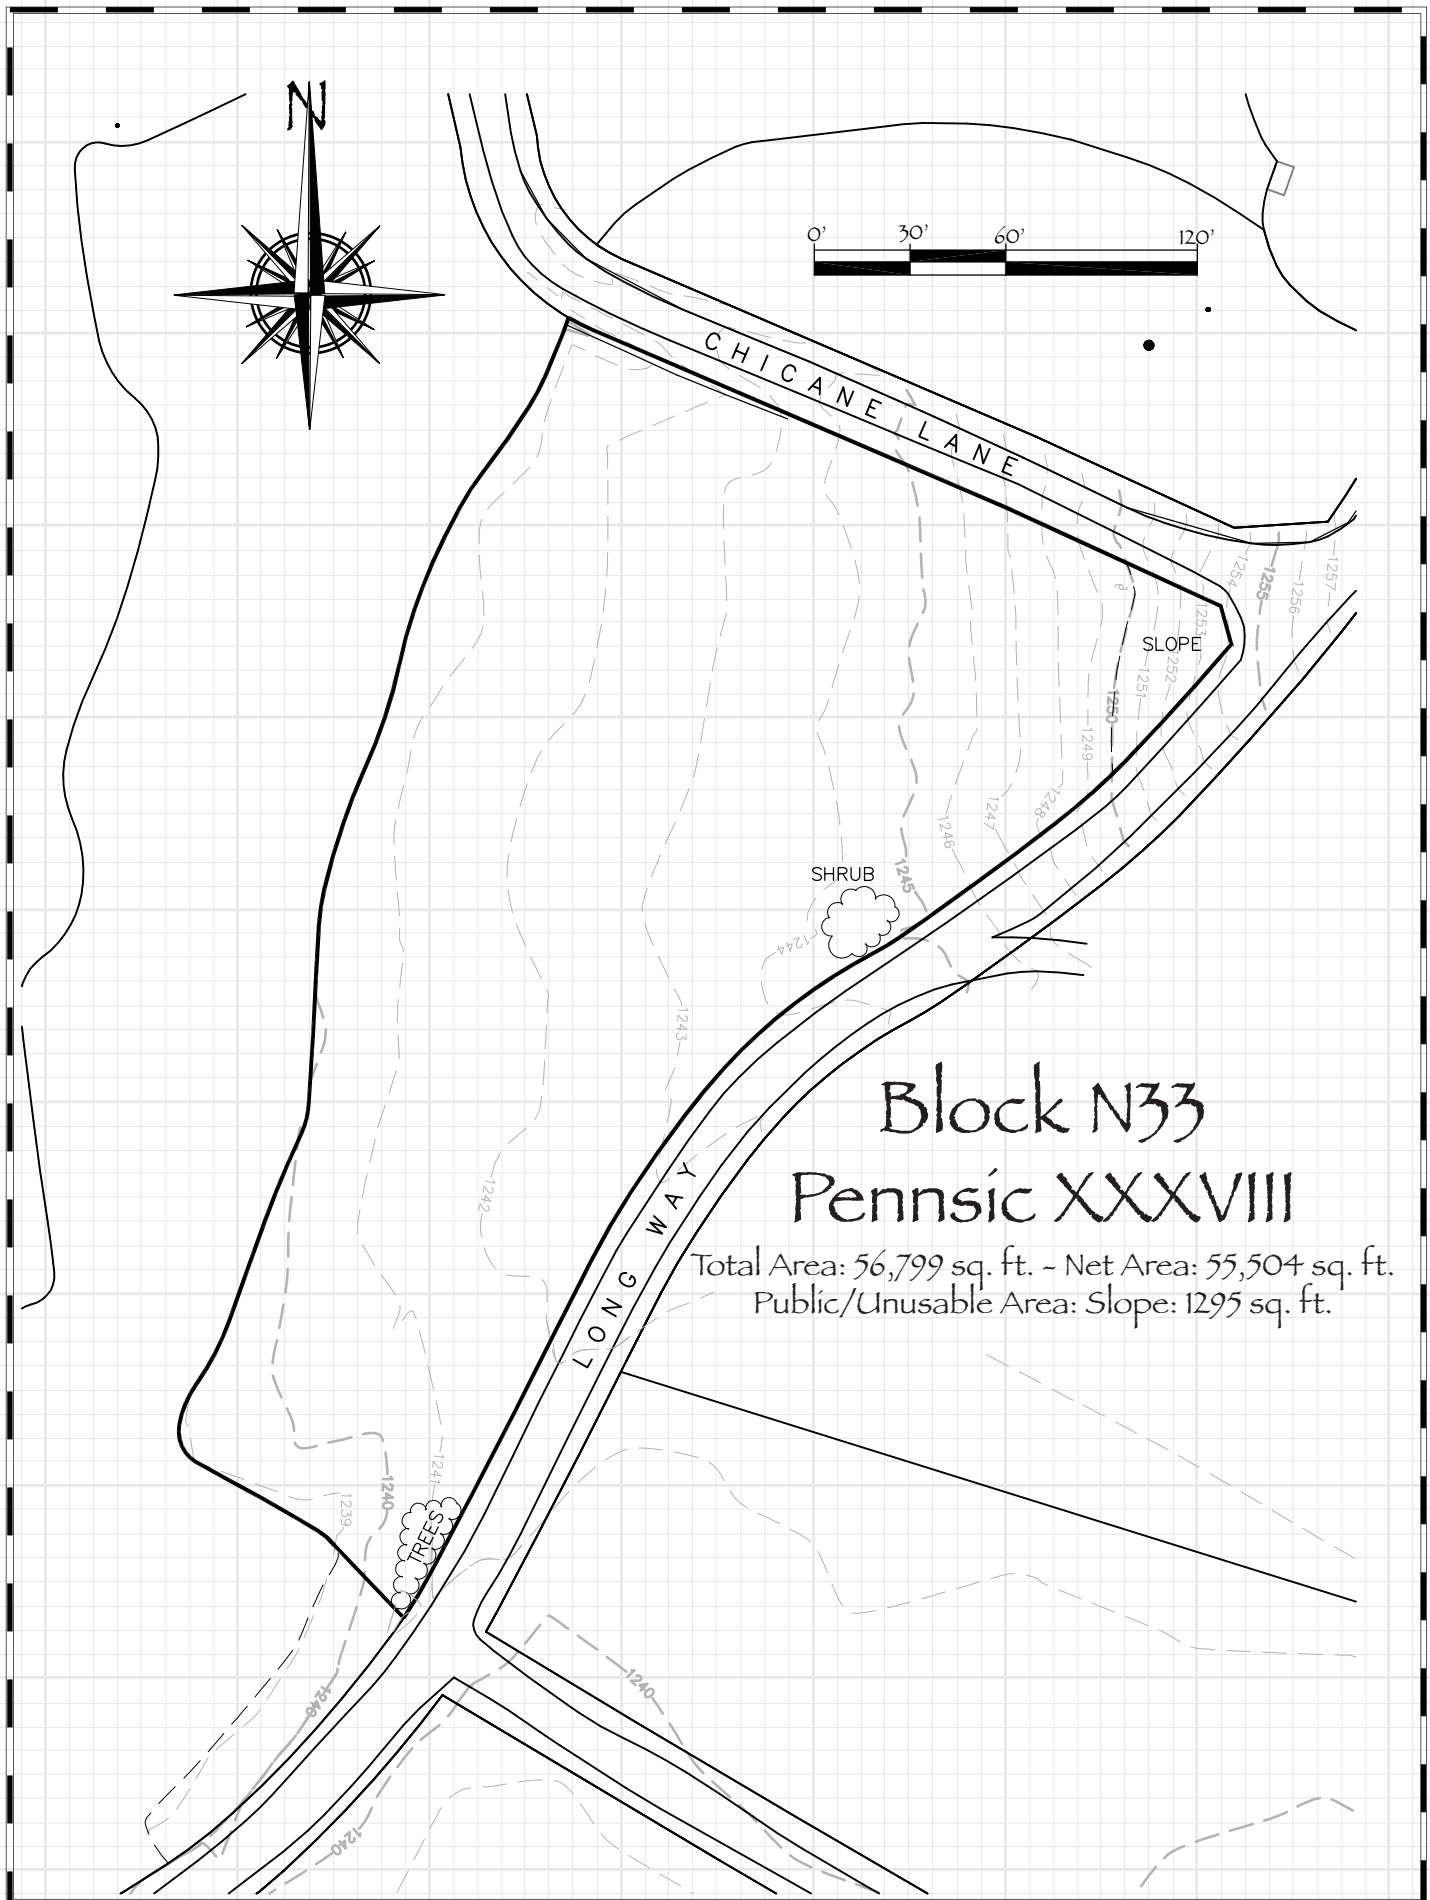 N
0' 30' 60' 120'
CHICANE LANE
1254
1255
1256
1257
1253
SLOPE
1252
1251
1250
1249
1248
1247
1246
SHRUB
1245
1244
1243
Block N33
Pennsic XXXVIII
LONG WAY
1242
Total Area: 56,799 sq. ft. - Net Area: 55,504 sq. ft.
Public/Unusable Area: Slope: 1295 sq. ft.
1241
1240
1239
TREES
1240
1240
1240